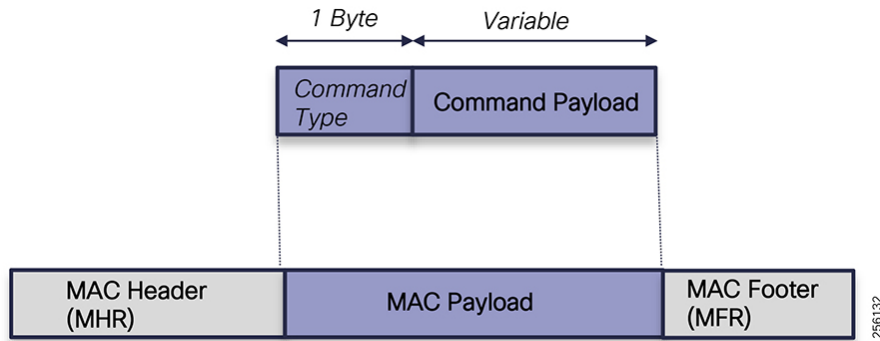 1 Byte
Variable
Command
Type
Command Payload
MAC Header
(MHR)
MAC Payload
MAC Footer
(MFR)
256132